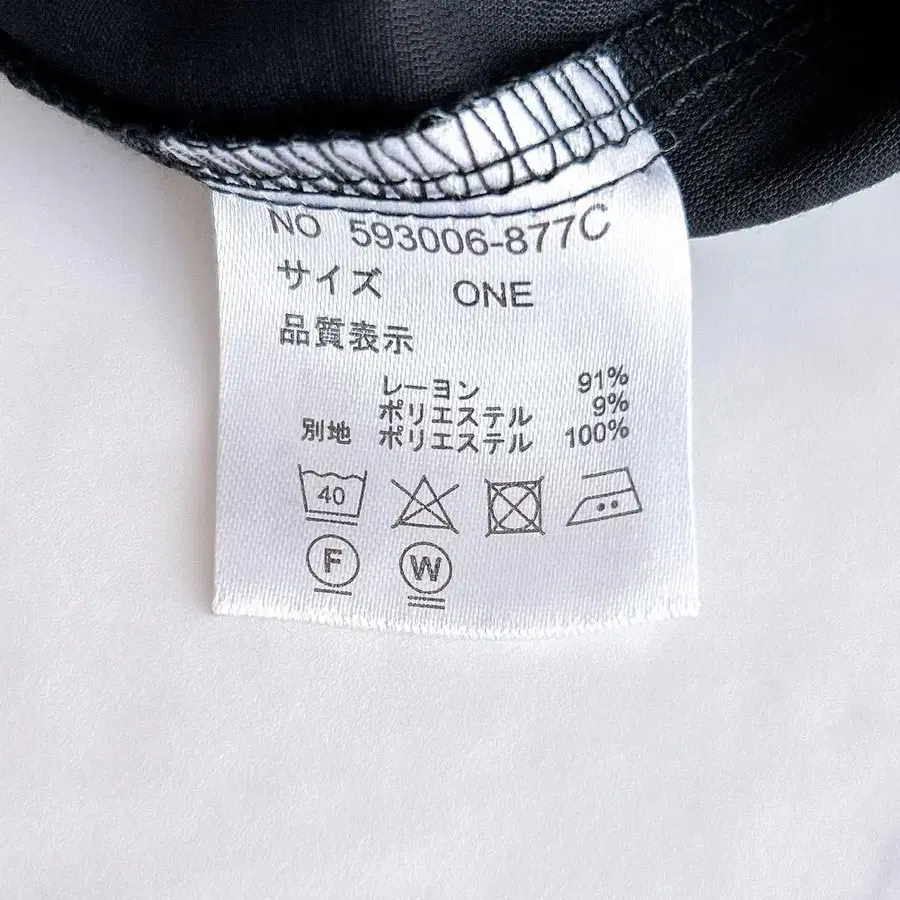 NO 593006-877C
サイズ ONE
品質表示
レーヨン 91%
ポリエステル 9%
別地 ポリエステル 100%
40
F W